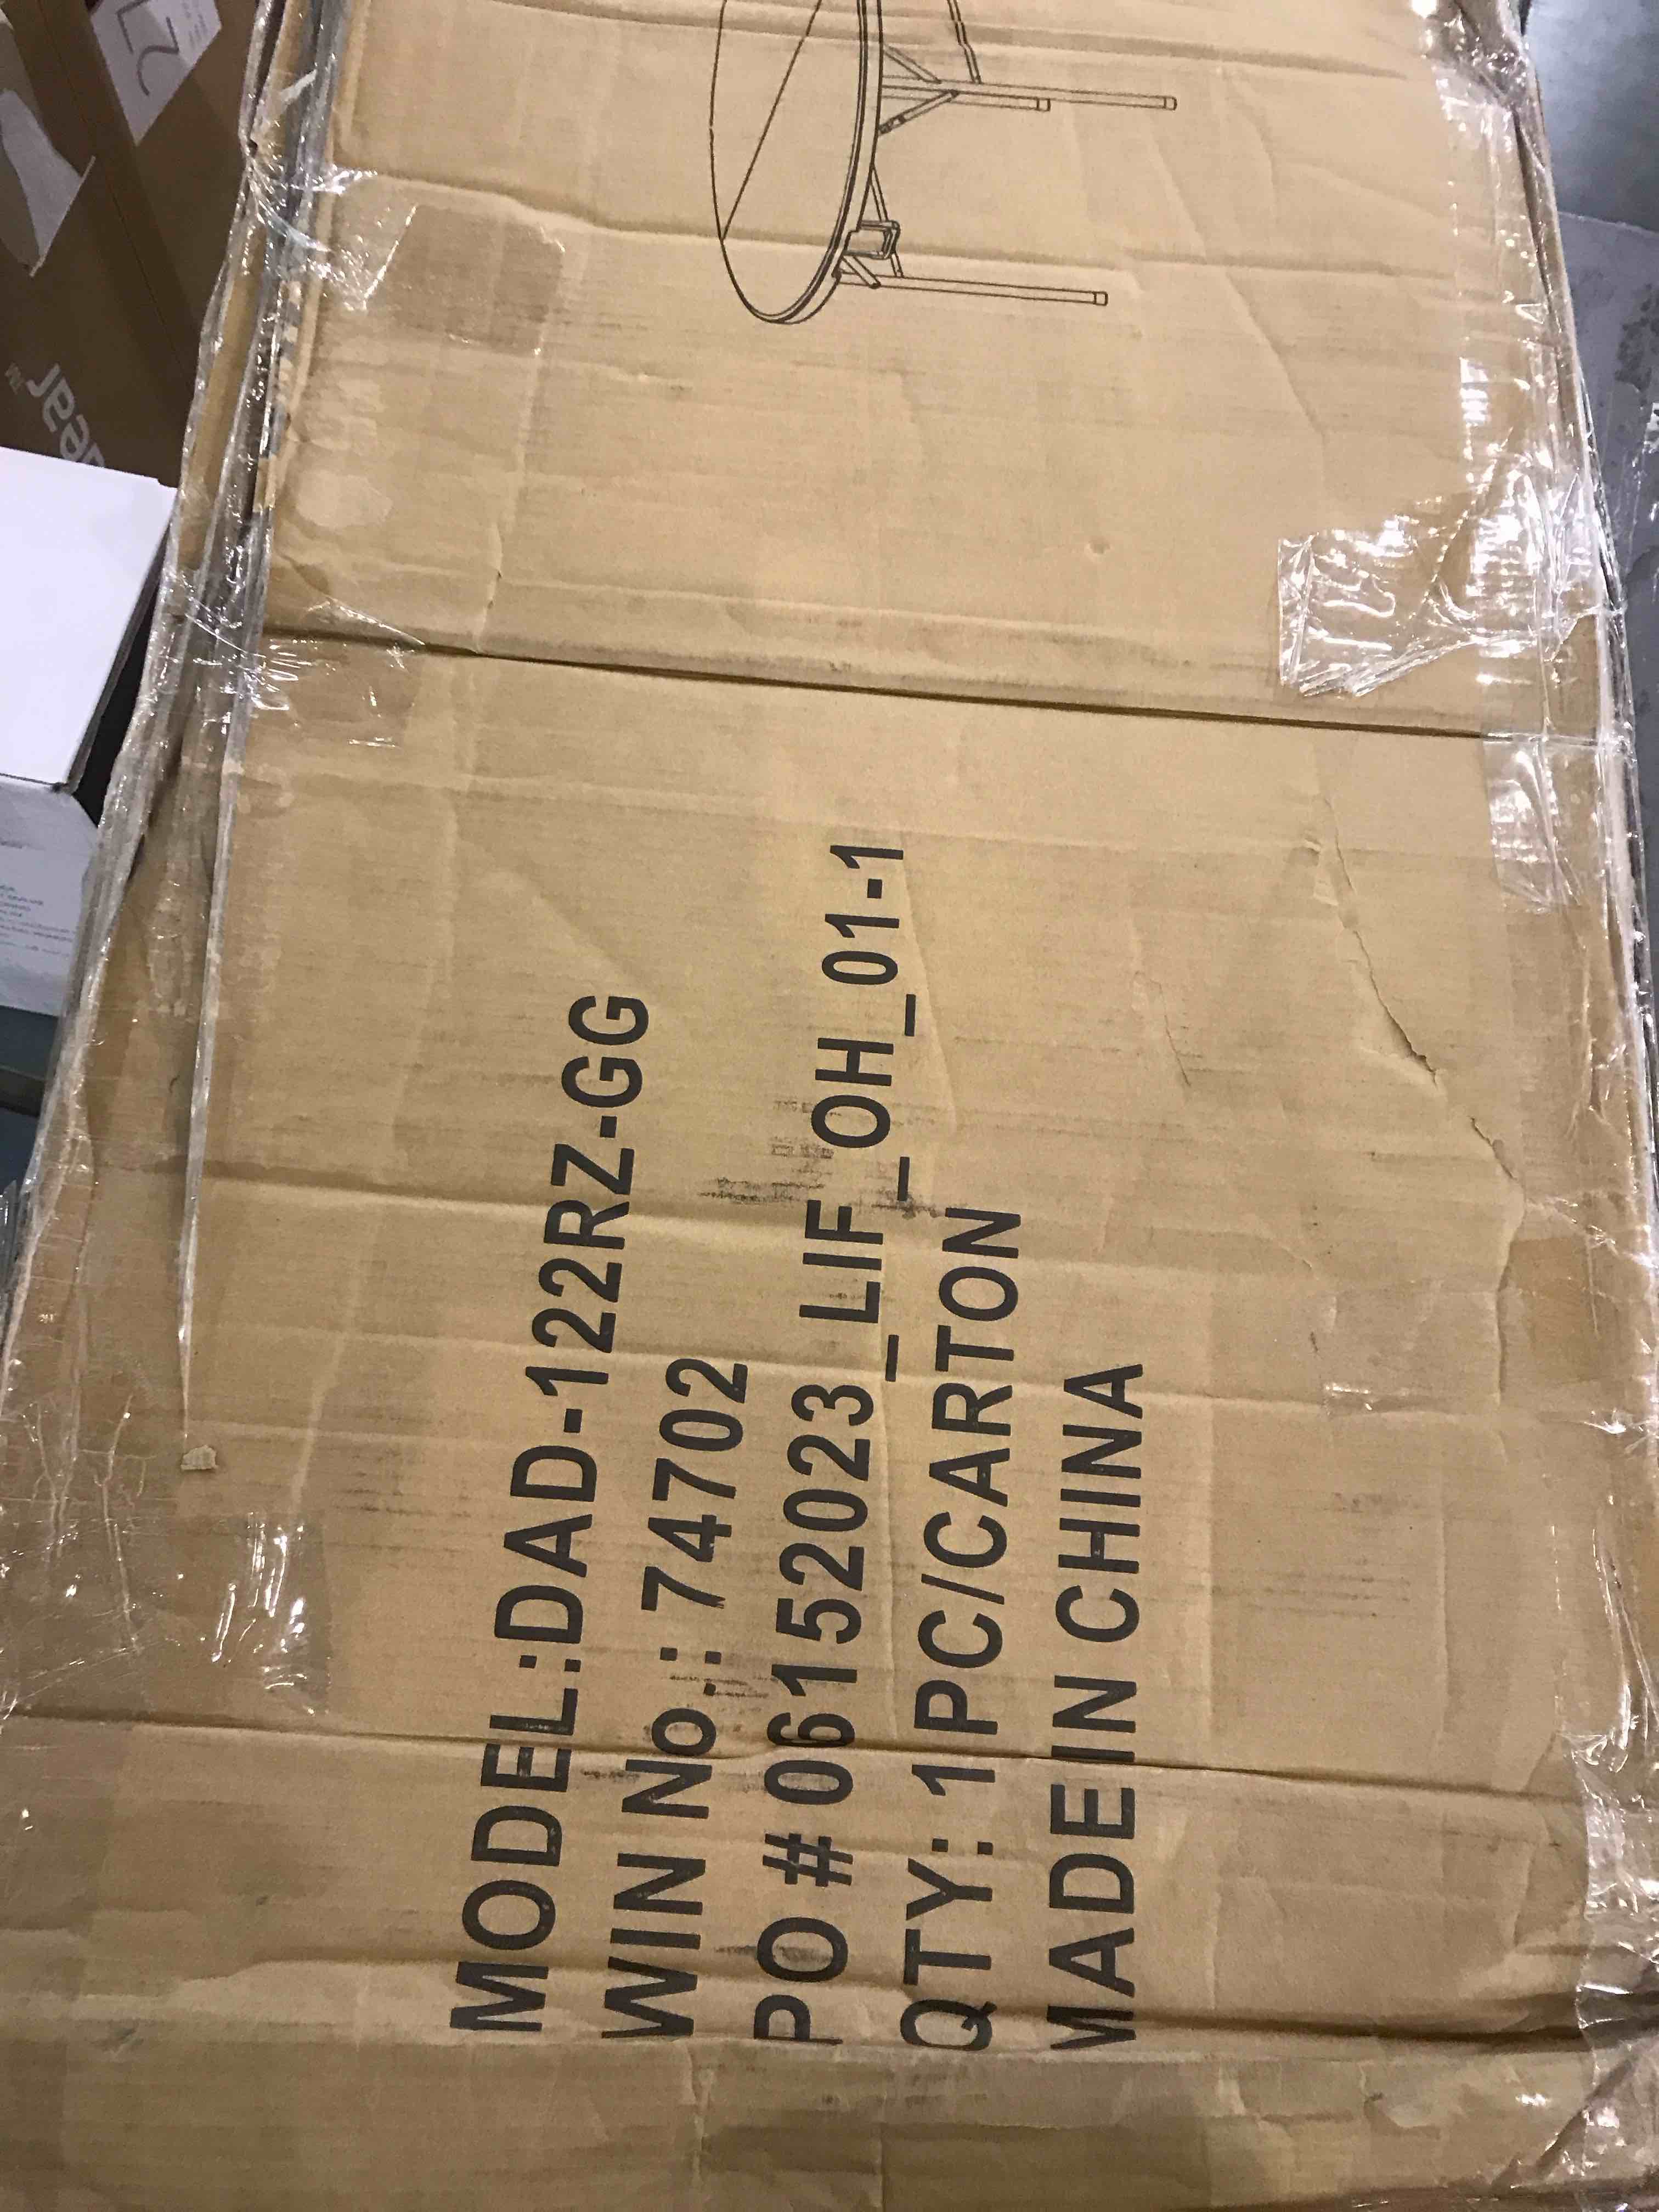 MODEL:DAD-122RZ-GG
WIN No.: 74702
PO # 06152023_LIF_OH_01-1
QTY: 1PC/CARTON
MADE IN CHINA